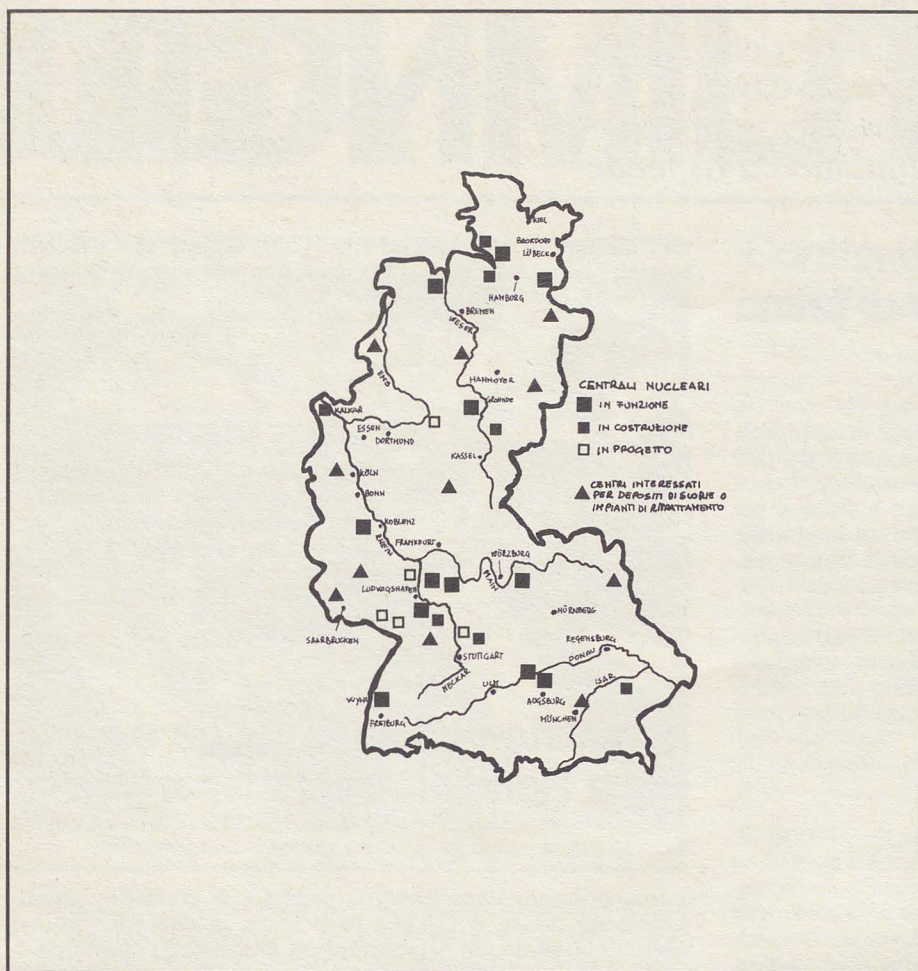 KIEL
BROKDORF
LÜBECK
HAMBURG
BREMEN
WESER
EMS
HANNOVER
GROHNDE
CENTRALI NUCLEARI
IN FUNZIONE
KALKAR
ESSEN
DORTMUND
IN COSTRUZIONE
KASSEL
IN PROGETTO
KÖLN
BONN
CENTRI INTERESSATI
PER DEPOSITI DI SCORIE O
IMPIANTI DI RITRATTAMENTO
KOBLENZ
RHEIN
FRANKFURT
WÜRZBURG
MAIN
LUDWIGSHAFEN
NÜRNBERG
SAARBRUCKEN
STUTTGART
REGENSBURG
DONAU
NECKAR
ULM
ISAR
WYHL
AUGSBURG
FREIBURG
MÜNCHEN